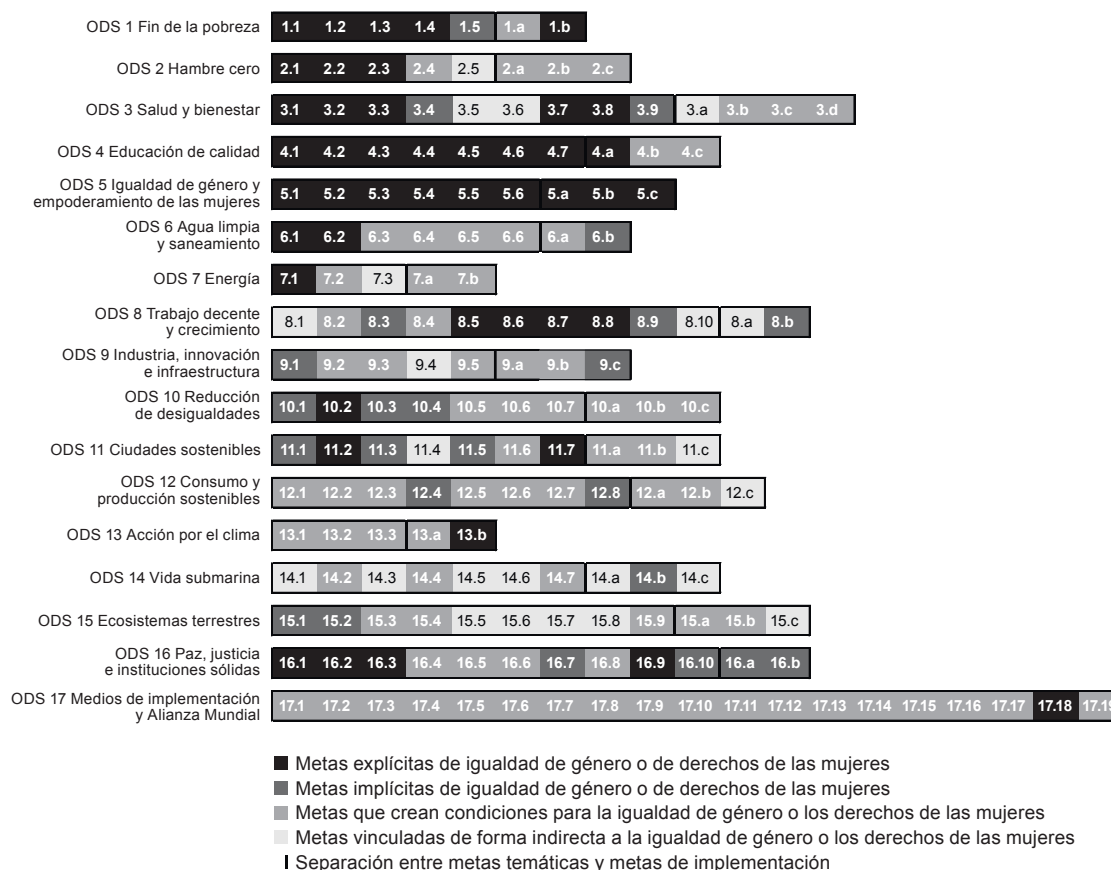 ODS 1 Fin de la pobreza 1.1 1.2 1.3 1.4 1.5 1.a 1.b
ODS 2 Hambre cero 2.1 2.2 2.3 2.4 2.5 2.a 2.b 2.c
ODS 3 Salud y bienestar 3.1 3.2 3.3 3.4 3.5 3.6 3.7 3.8 3.9 3.a 3.b 3.c 3.d
ODS 4 Educación de calidad 4.1 4.2 4.3 4.4 4.5 4.6 4.7 4.a 4.b 4.c
ODS 5 Igualdad de género y
empoderamiento de las mujeres 5.1 5.2 5.3 5.4 5.5 5.6 5.a 5.b 5.c
ODS 6 Agua limpia
y saneamiento 6.1 6.2 6.3 6.4 6.5 6.6 6.a 6.b
ODS 7 Energía 7.1 7.2 7.3 7.a 7.b
ODS 8 Trabajo decente
y crecimiento 8.1 8.2 8.3 8.4 8.5 8.6 8.7 8.8 8.9 8.10 8.a 8.b
ODS 9 Industria, innovación
e infraestructura 9.1 9.2 9.3 9.4 9.5 9.a 9.b 9.c
ODS 10 Reducción
de desigualdades 10.1 10.2 10.3 10.4 10.5 10.6 10.7 10.a 10.b 10.c
ODS 11 Ciudades sostenibles 11.1 11.2 11.3 11.4 11.5 11.6 11.7 11.a 11.b 11.c
ODS 12 Consumo y
producción sostenibles 12.1 12.2 12.3 12.4 12.5 12.6 12.7 12.8 12.a 12.b 12.c
ODS 13 Acción por el clima 13.1 13.2 13.3 13.a 13.b
ODS 14 Vida submarina 14.1 14.2 14.3 14.4 14.5 14.6 14.7 14.a 14.b 14.c
ODS 15 Ecosistemas terrestres 15.1 15.2 15.3 15.4 15.5 15.6 15.7 15.8 15.9 15.a 15.b 15.c
ODS 16 Paz, justicia
e instituciones sólidas 16.1 16.2 16.3 16.4 16.5 16.6 16.7 16.8 16.9 16.10 16.a 16.b
ODS 17 Medios de implementación
y Alianza Mundial 17.1 17.2 17.3 17.4 17.5 17.6 17.7 17.8 17.9 17.10 17.11 17.12 17.13 17.14 17.15 17.16 17.17 17.18 17.19
Metas explícitas de igualdad de género o de derechos de las mujeres
Metas implícitas de igualdad de género o de derechos de las mujeres
Metas que crean condiciones para la igualdad de género o los derechos de las mujeres
Metas vinculadas de forma indirecta a la igualdad de género o los derechos de las mujeres
Separación entre metas temáticas y metas de implementación